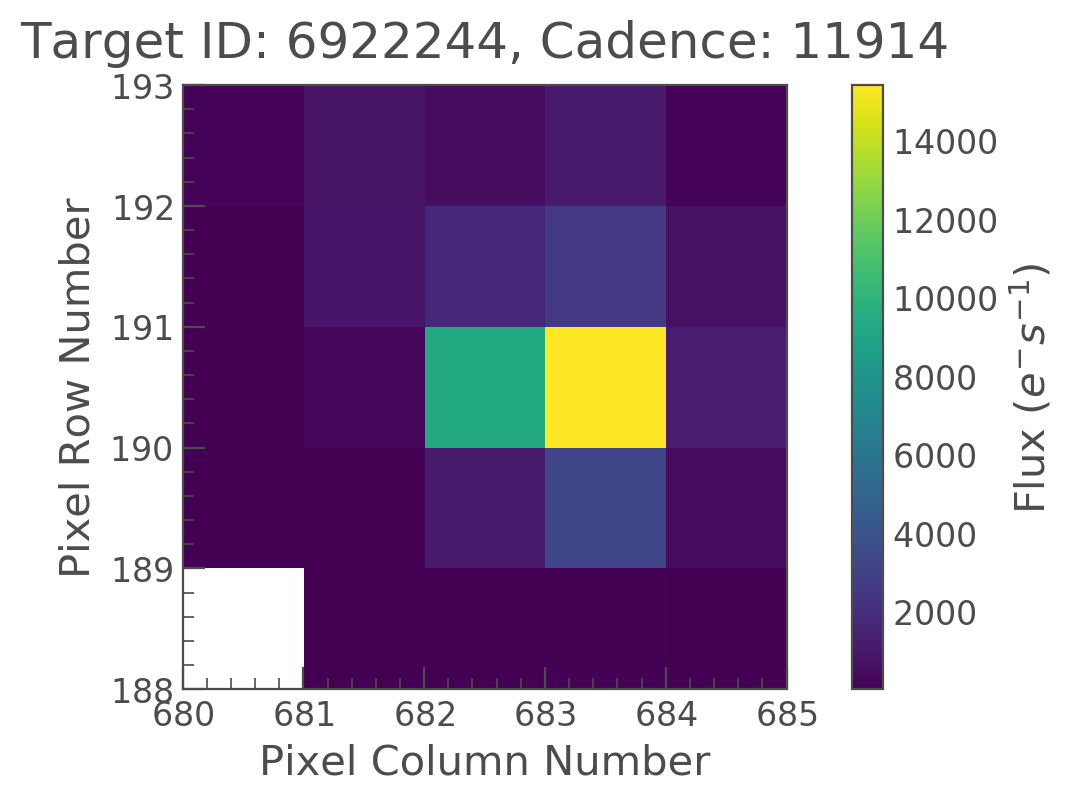 Target ID: 6922244, Cadence: 11914
193
192
191
190
189
188
680 681 682 683 684 685
Pixel Row Number
Pixel Column Number
14000
12000
10000
8000
6000
4000
2000
Flux (e⁻s⁻¹)